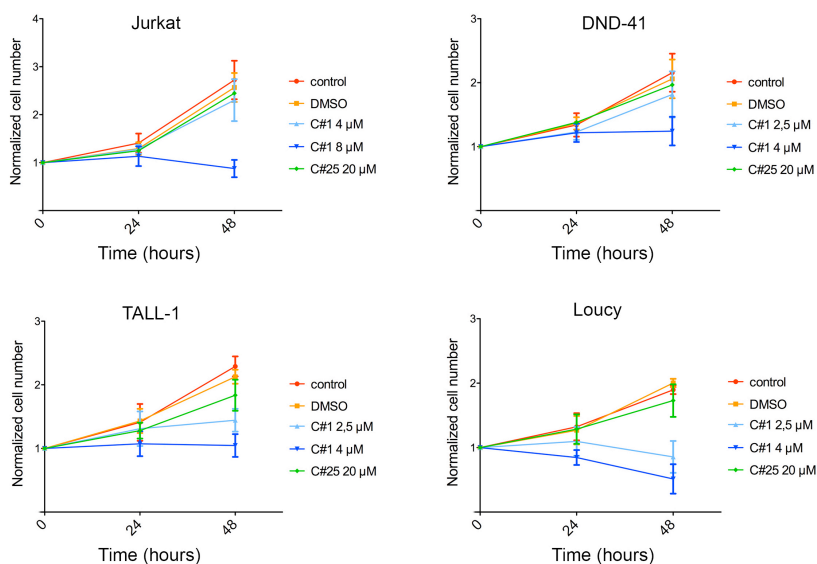 Jurkat
Normalized cell number
4
3
2
1
0
24
48
Time (hours)
control
DMSO
C#1 4 µM
C#1 8 µM
C#25 20 µM
DND-41
Normalized cell number
3
2
1
0
24
48
Time (hours)
control
DMSO
C#1 2,5 µM
C#1 4 µM
C#25 20 µM
TALL-1
Normalized cell number
3
2
1
0
24
48
Time (hours)
control
DMSO
C#1 2,5 µM
C#1 4 µM
C#25 20 µM
Loucy
Normalized cell number
3
2
1
0
24
48
Time (hours)
control
DMSO
C#1 2,5 µM
C#1 4 µM
C#25 20 µM